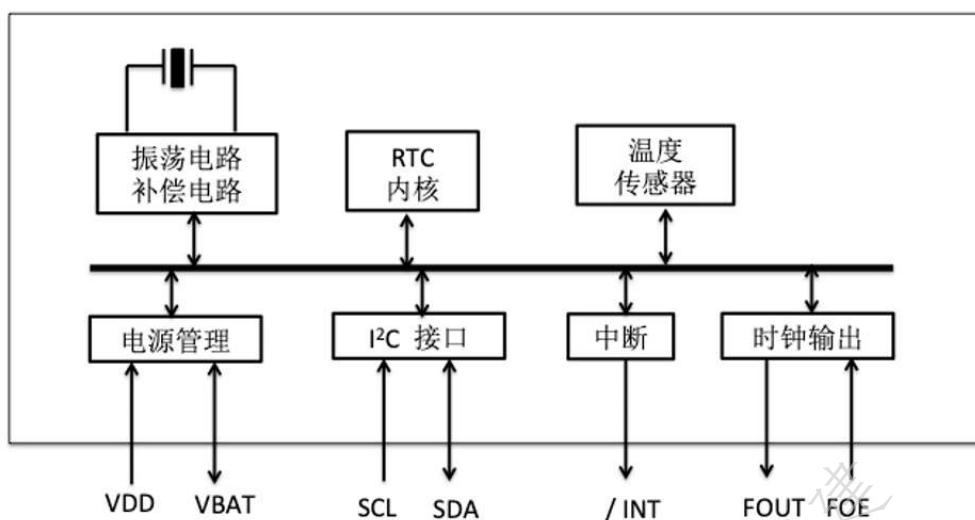 振荡电路
补偿电路
RTC
内核
温度
传感器
电源管理
I²C 接口
中断
时钟输出
VDD
VBAT
SCL
SDA
/ INT
FOUT
FOE